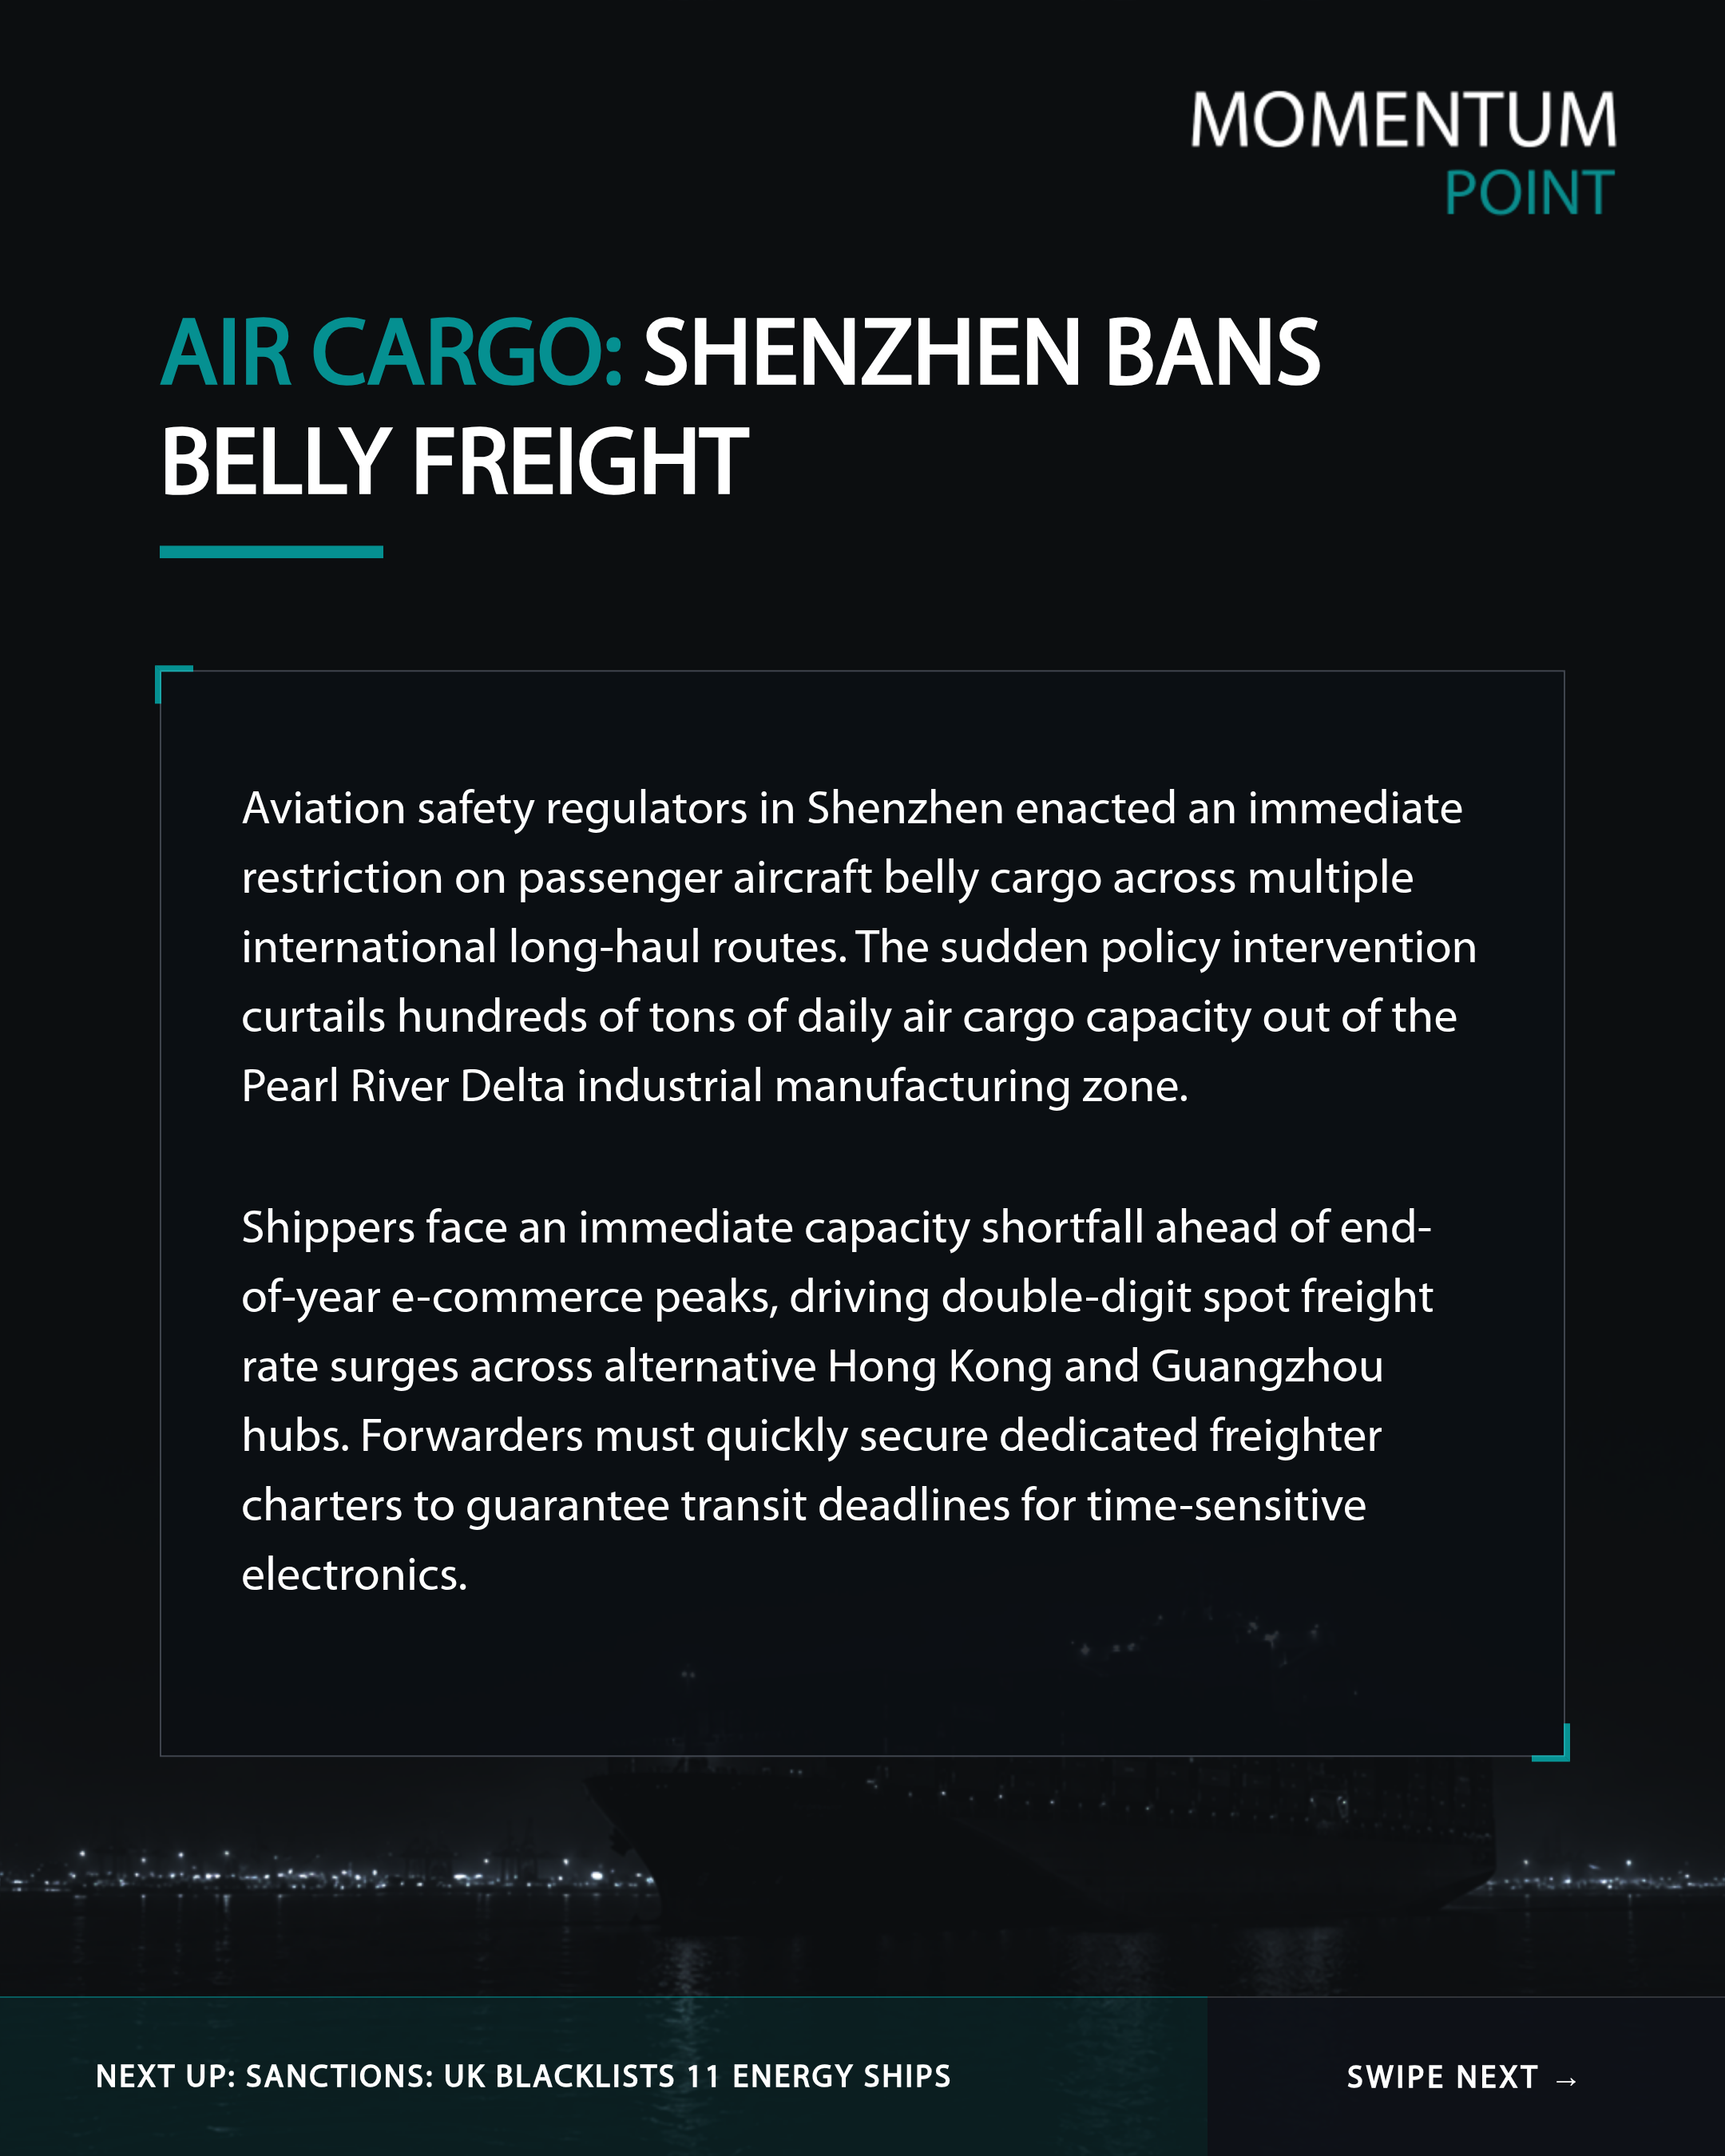 MOMENTUM
POINT
AIR CARGO: SHENZHEN BANS
BELLY FREIGHT
Aviation safety regulators in Shenzhen enacted an immediate
restriction on passenger aircraft belly cargo across multiple
international long-haul routes. The sudden policy intervention
curtails hundreds of tons of daily air cargo capacity out of the
Pearl River Delta industrial manufacturing zone.
Shippers face an immediate capacity shortfall ahead of end-
of-year e-commerce peaks, driving double-digit spot freight
rate surges across alternative Hong Kong and Guangzhou
hubs. Forwarders must quickly secure dedicated freighter
charters to guarantee transit deadlines for time-sensitive
electronics.
NEXT UP: SANCTIONS: UK BLACKLISTS 11 ENERGY SHIPS
SWIPE NEXT →